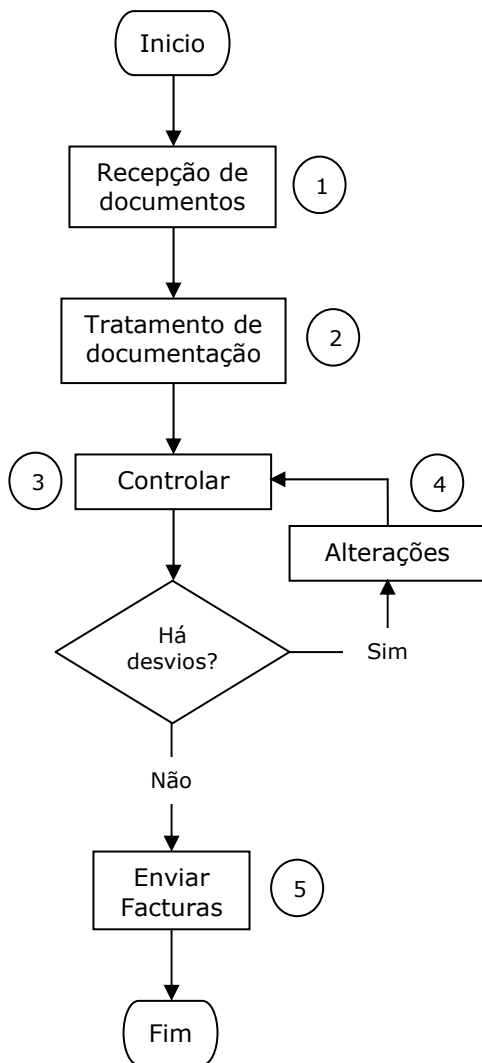 Inicio
Recepção de
documentos
1
Tratamento de
documentação
2
3
Controlar
4
Alterações
Há
desvios?
Sim
Não
Enviar
Facturas
5
Fim